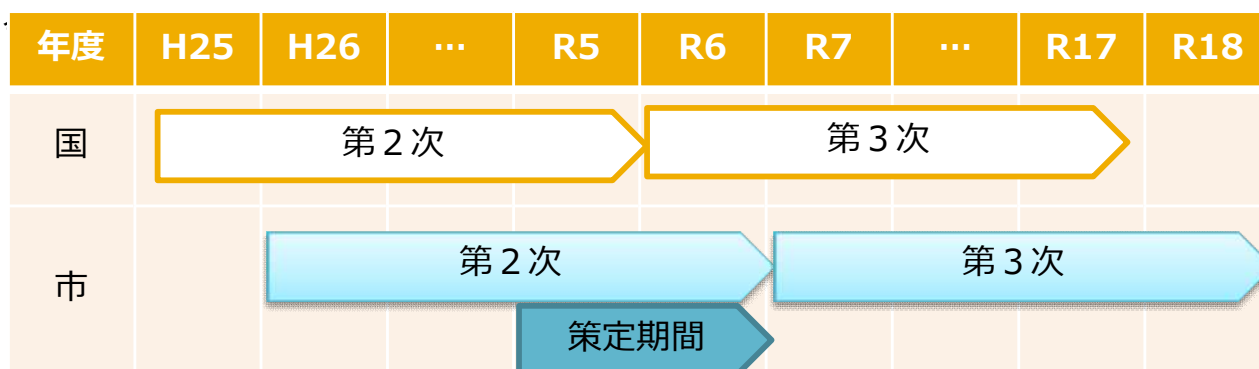 年度 H25 H26 … R5 R6 R7 … R17 R18
国 第２次 第３次
市 第２次 第３次
策定期間